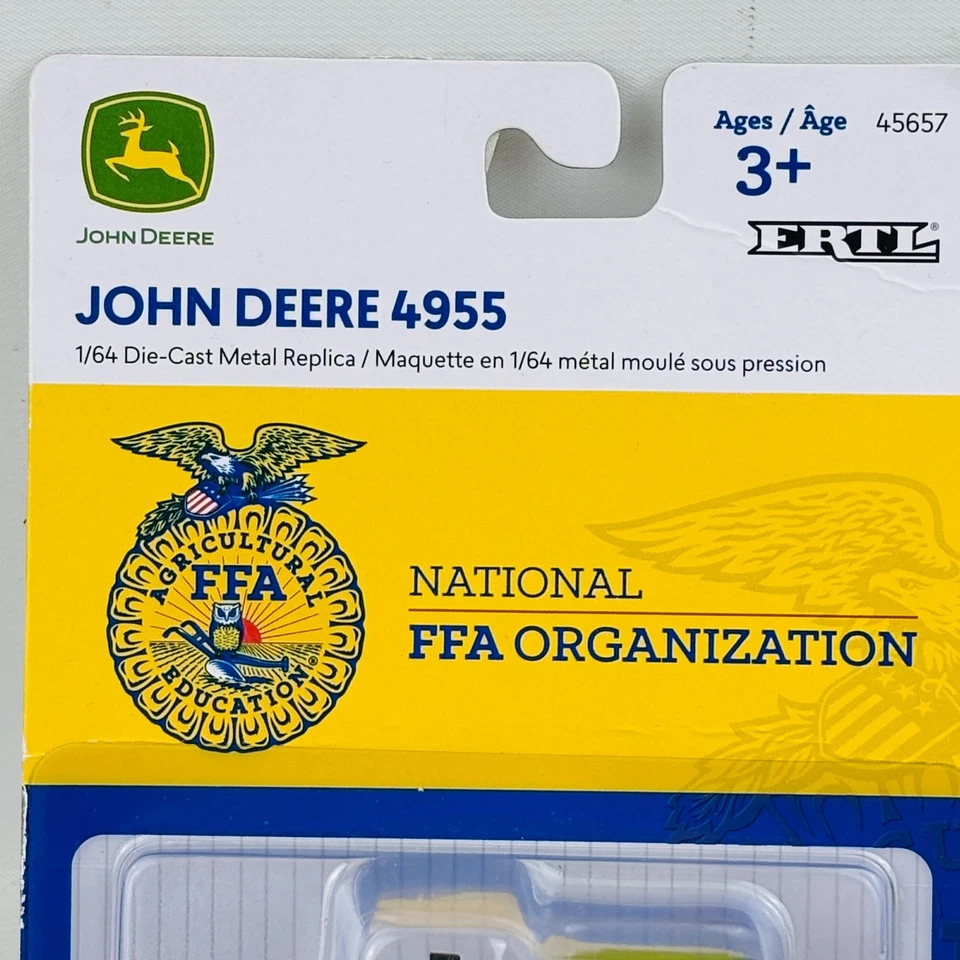 JOHN DEERE
Ages / Âge 45657
3+
ERTL®
JOHN DEERE 4955
1/64 Die-Cast Metal Replica / Maquette en 1/64 métal moulé sous pression
AGRICULTURAL
FFA
EDUCATION®
NATIONAL
FFA ORGANIZATION